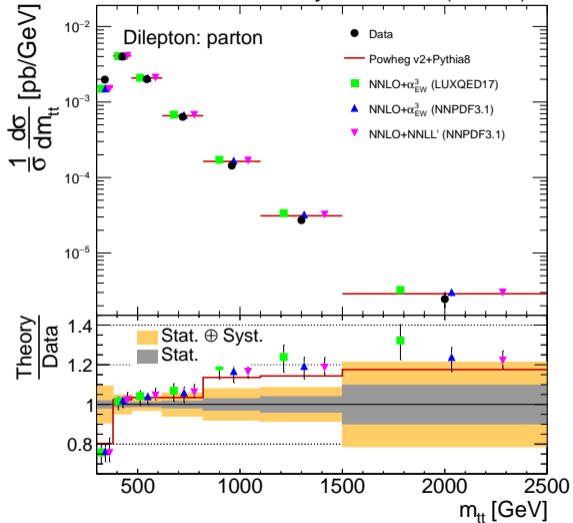 Dilepton: parton
Data
Powheg v2+Pythia8
NNLO+α³EW (LUXQED17)
NNLO+α³EW (NNPDF3.1)
NNLO+NNLL' (NNPDF3.1)
1/σ dσ/dm_tt [pb/GeV]
10⁻²
10⁻³
10⁻⁴
10⁻⁵
Theory
Data
Stat. ⊕ Syst.
Stat.
1.4
1.2
1
0.8
500 1000 1500 2000 2500
m_tt [GeV]